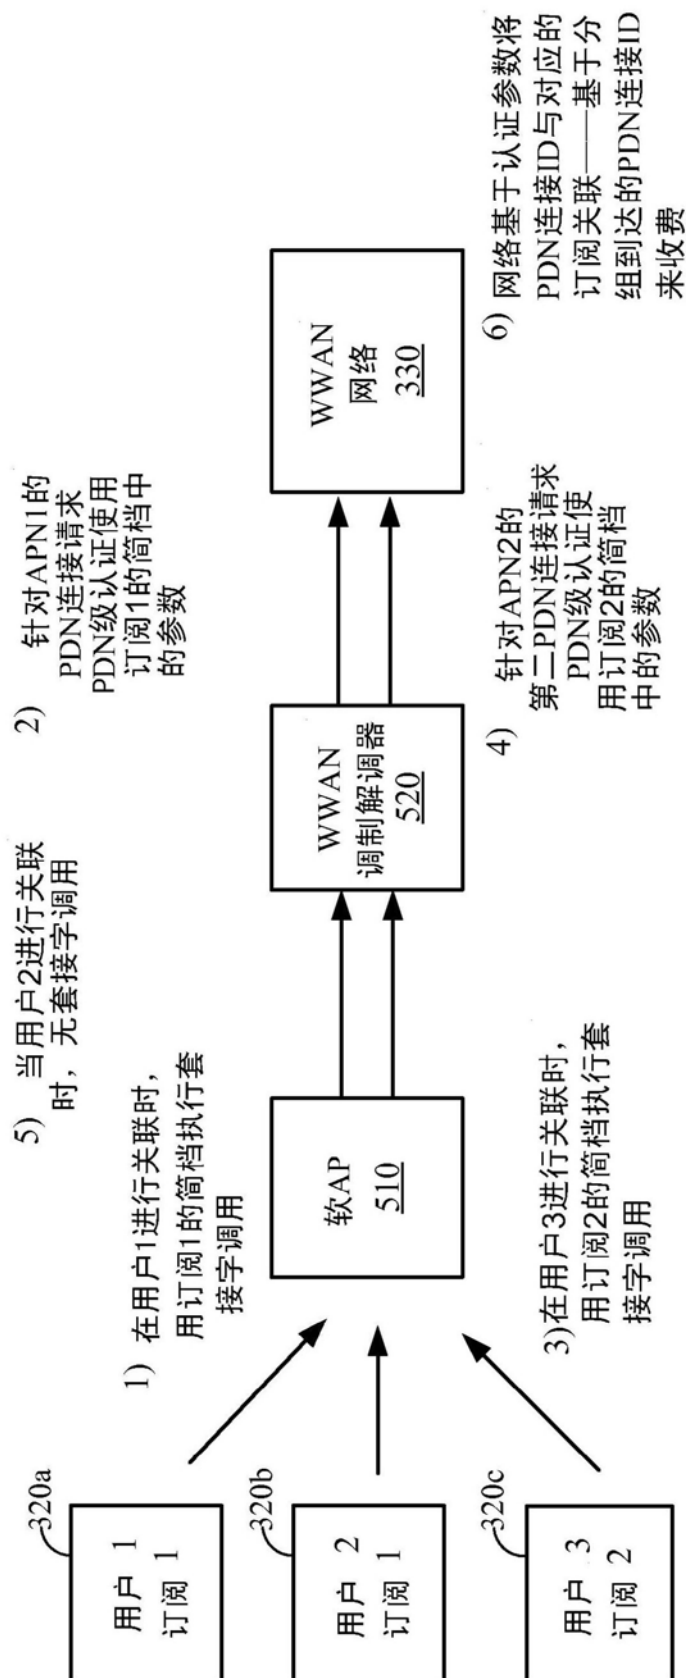 5) 当用户2进行关联
时，无套接字调用
2) 针对APN1的
PDN连接请求
PDN级认证使用
订阅1的简档中
的参数
1) 在用户1进行关联时，
用订阅1的简档执行套
接字调用
320a
用户 1
订阅 1
320b
用户 2
订阅 1
320c
用户 3
订阅 2
软AP
510
WWAN
调制解调器
520
WWAN
网络
330
3)在用户3进行关联时，
用订阅2的简档执行套
接字调用
4) 针对APN2的
第二PDN连接请求
PDN级认证使
用订阅2的简档
中的参数
6) 网络基于认证参数将
PDN连接ID与对应的
订阅关联——基于分
组到达的PDN连接ID
来收费